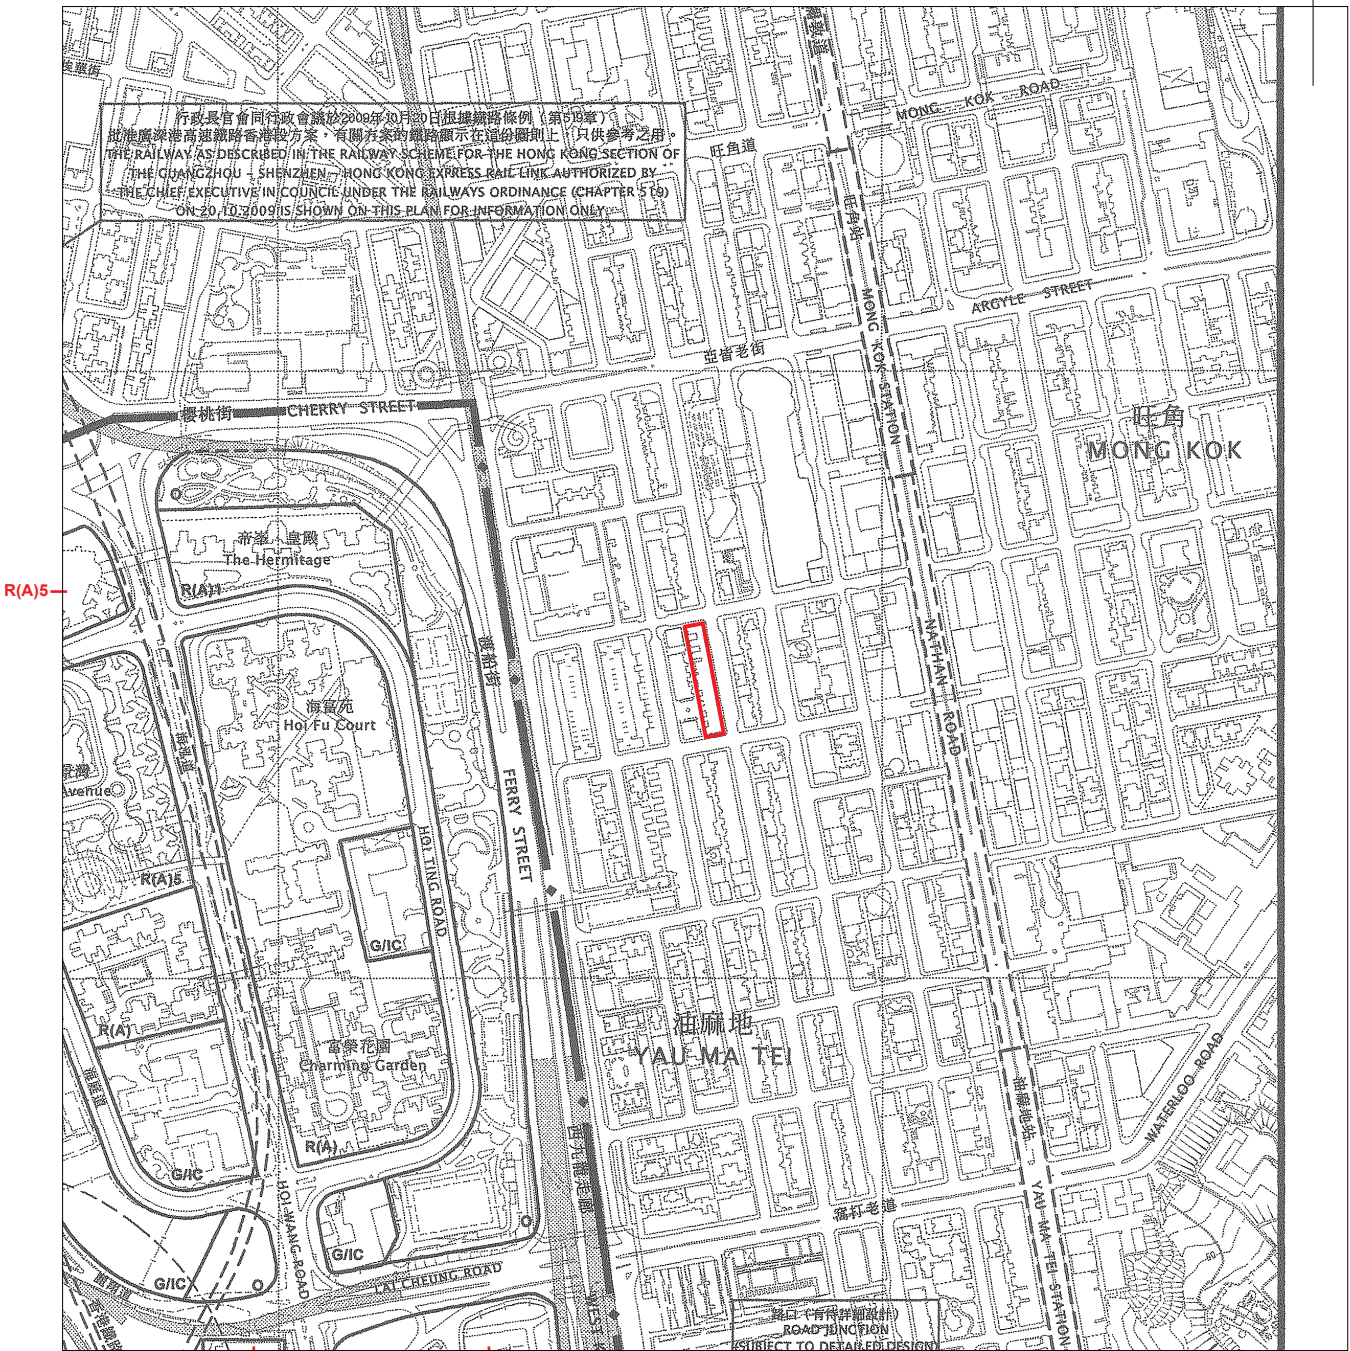 行政長官會同行政會議於2009年10月20日根據鐵路條例（第519章）
批准廣深港高速鐵路香港段方案，有關方案的鐵路顯示在這份圖則上，只供參考之用。
THE RAILWAY AS DESCRIBED IN THE RAILWAY SCHEME FOR THE HONG KONG SECTION OF
THE GUANGZHOU - SHENZHEN - HONG KONG EXPRESS RAIL LINK AUTHORIZED BY
THE CHIEF EXECUTIVE IN COUNCIL UNDER THE RAILWAYS ORDINANCE (CHAPTER 519)
ON 20.10.2009 IS SHOWN ON THIS PLAN FOR INFORMATION ONLY.
MONG KOK ROAD
旺角道
旺角站
MONG KOK STATION
ARGYLE STREET
亞皆老街
櫻桃街
CHERRY STREET
旺角
MONG KOK
O
帝峯．皇殿
The Hermitage
R(A)5
R(A)1
渡船街
NATHAN ROAD
海富苑
Hoi Fu Court
venue
FERRY STREET
HOI TING ROAD
R(A)5
G/IC
油麻地
YAU MA TEI
R(A)
富榮花園
Charming Garden
油麻地站
WATERLOO ROAD
R(A)
G/IC
西九龍走廊
HOI WANG ROAD
YAU MA TEI STATION
窩打老道
O
G/IC
G/IC
O
LAI CHEUNG ROAD
WEST
60
路口（有待詳細設計）
ROAD JUNCTION
(SUBJECT TO DETAILED DESIGN)